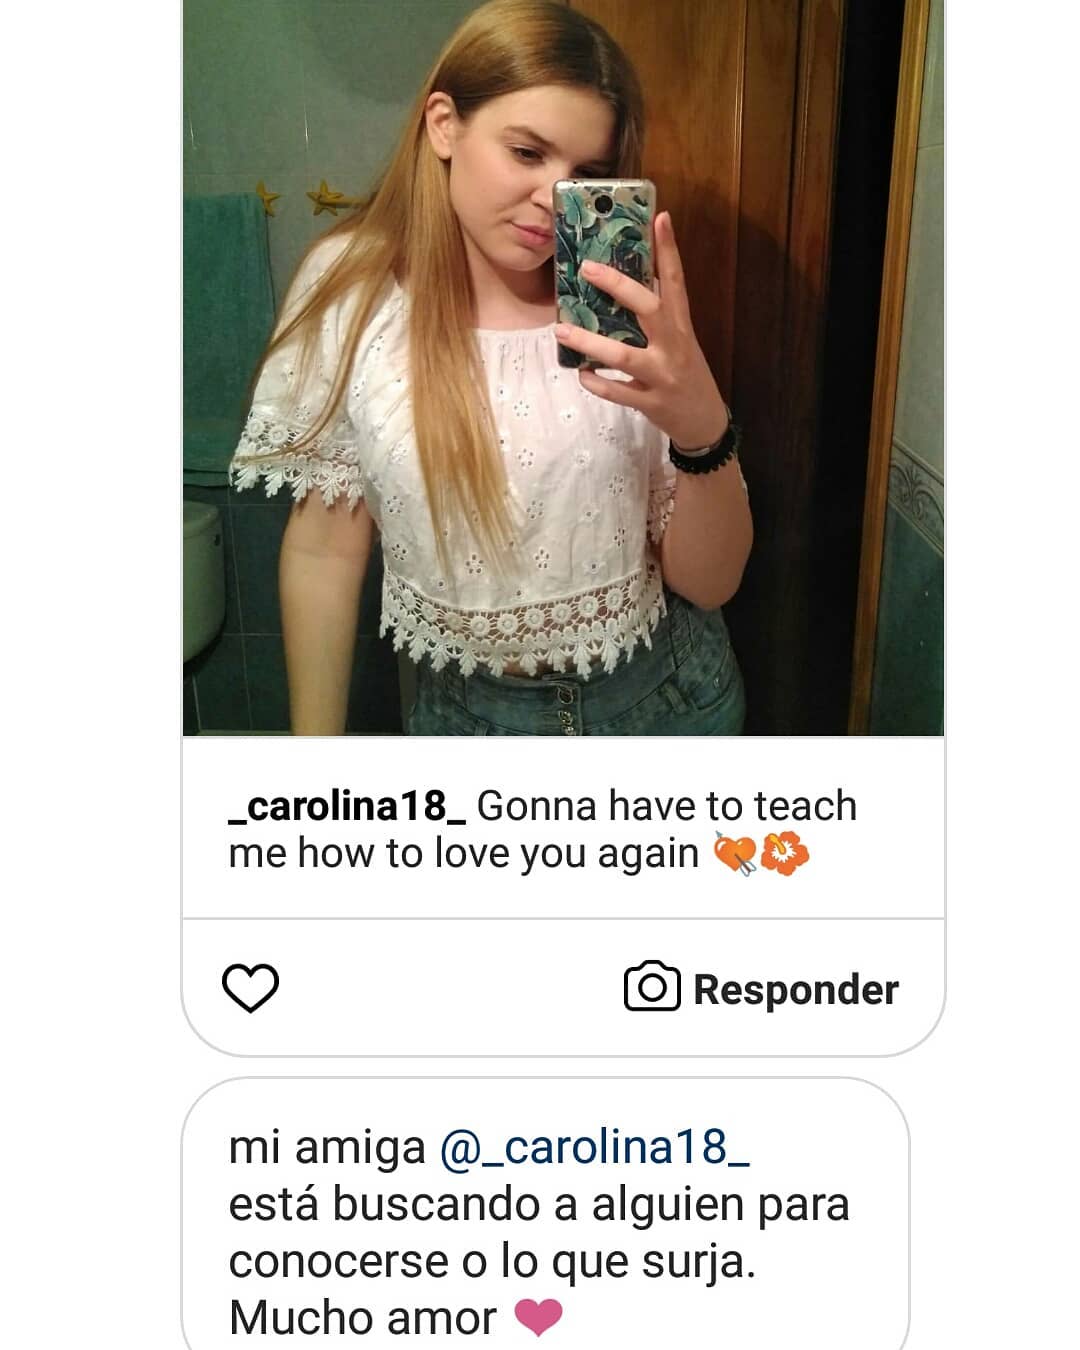 _carolina18_ Gonna have to teach
me how to love you again 💘🌺
Responder
mi amiga @_carolina18_
está buscando a alguien para
conocerse o lo que surja.
Mucho amor ❤